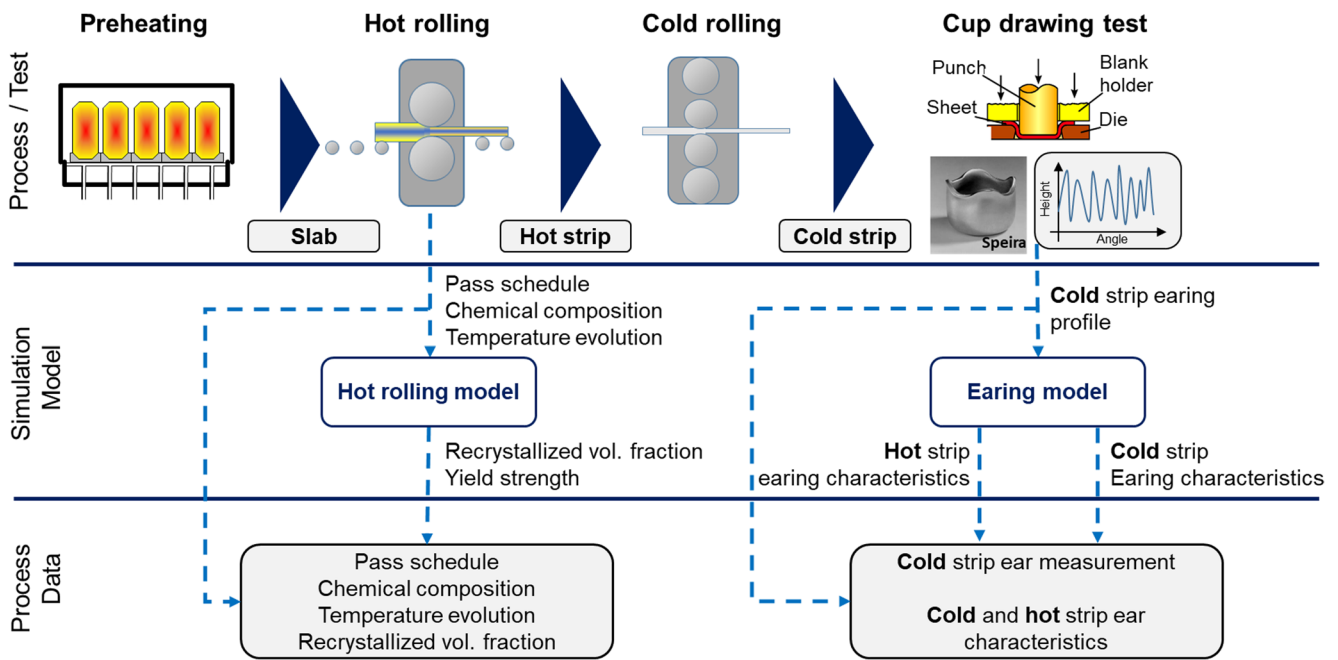 Preheating
Hot rolling
Cold rolling
Cup drawing test
Process / Test
Punch
Blank
holder
Sheet
Die
Height
Angle
Speira
Slab
Hot strip
Cold strip
Simulation
Model
Pass schedule
Chemical composition
Temperature evolution
Cold strip earing
profile
Hot rolling model
Earing model
Recrystallized vol. fraction
Yield strength
Hot strip
earing characteristics
Cold strip
Earing characteristics
Process
Data
Pass schedule
Chemical composition
Temperature evolution
Recrystallized vol. fraction
Cold strip ear measurement
Cold and hot strip ear
characteristics